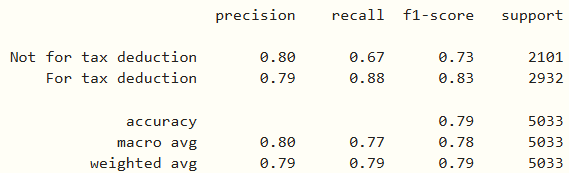 precision recall f1-score support
Not for tax deduction 0.80 0.67 0.73 2101
For tax deduction 0.79 0.88 0.83 2932
accuracy 0.79 5033
macro avg 0.80 0.77 0.78 5033
weighted avg 0.79 0.79 0.79 5033